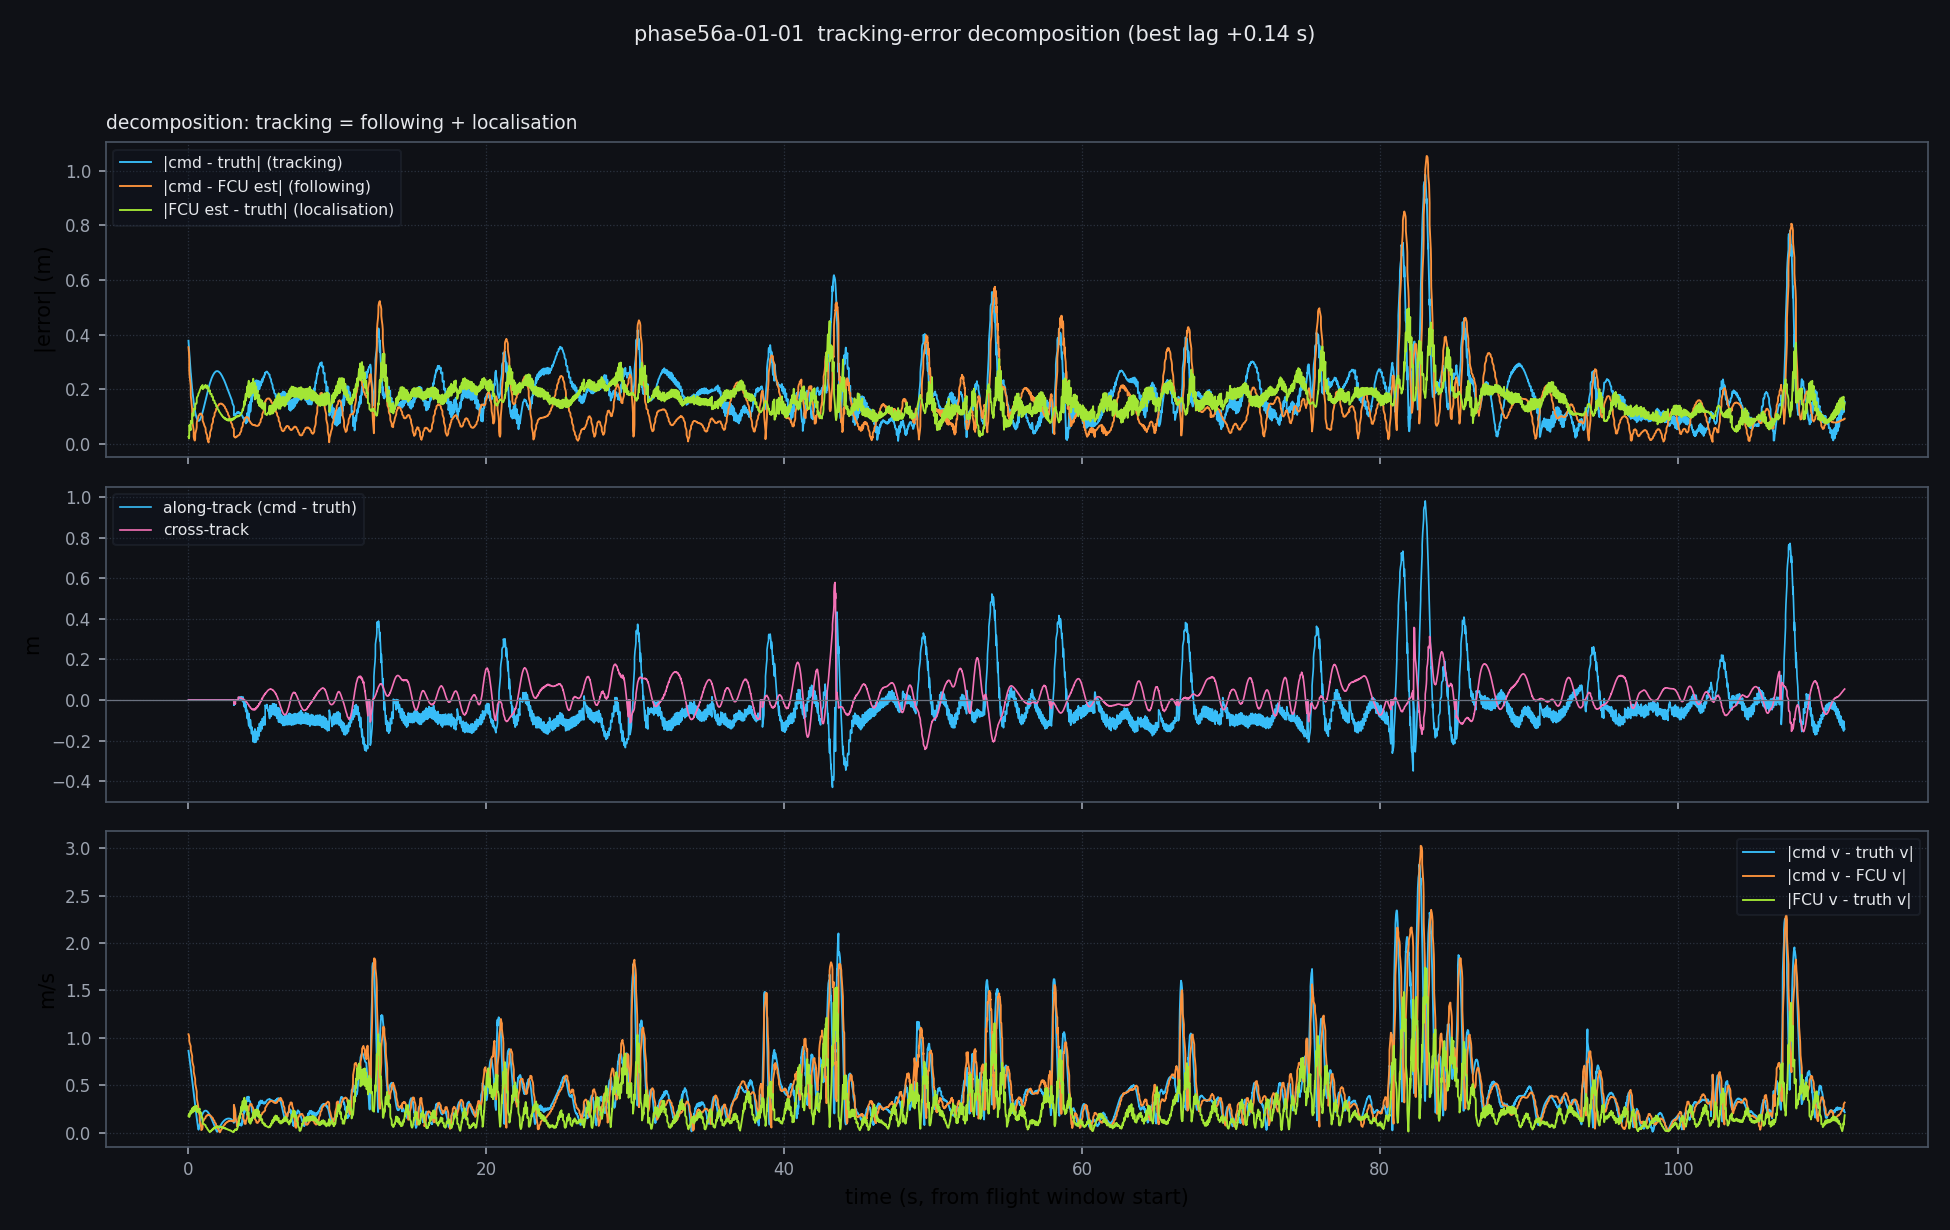 phase56a-01-01  tracking-error decomposition (best lag +0.14 s)
decomposition: tracking = following + localisation
|error| (m)
1.0
0.8
0.6
0.4
0.2
0.0
|cmd - truth| (tracking)
|cmd - FCU est| (following)
|FCU est - truth| (localisation)
m
1.0
0.8
0.6
0.4
0.2
0.0
−0.2
−0.4
along-track (cmd - truth)
cross-track
m/s
3.0
2.5
2.0
1.5
1.0
0.5
0.0
|cmd v - truth v|
|cmd v - FCU v|
|FCU v - truth v|
0 20 40 60 80 100
time (s, from flight window start)